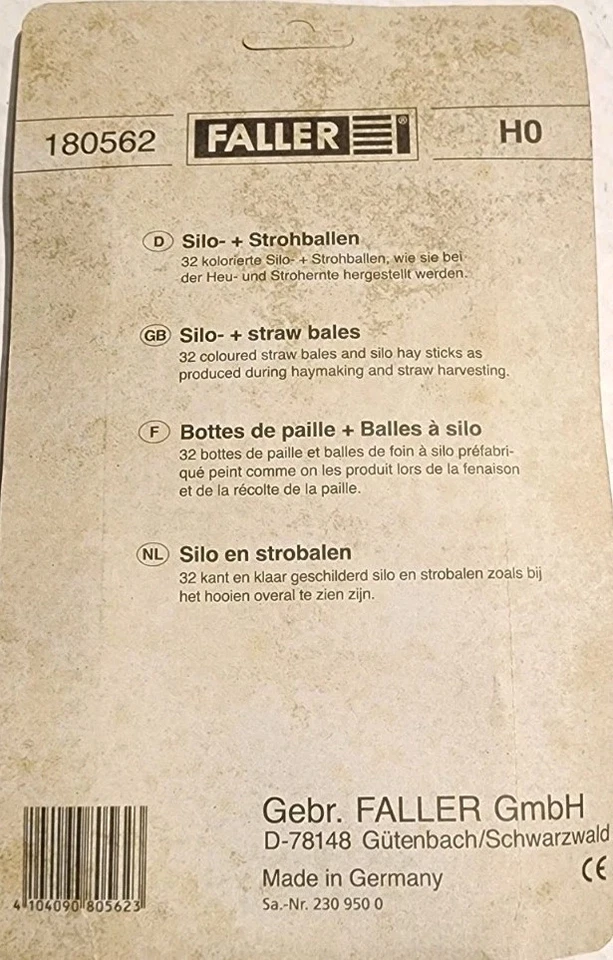 180562 FALLER ® H0
D Silo- + Strohballen
32 kolorierte Silo- + Strohballen, wie sie bei
der Heu- und Strohernte hergestellt werden.
GB Silo- + straw bales
32 coloured straw bales and silo hay sticks as
produced during haymaking and straw harvesting.
F Bottes de paille + Balles à silo
32 bottes de paille et balles de foin à silo préfabri-
qué peint comme on les produit lors de la fenaison
et de la récolte de la paille.
NL Silo en strobalen
32 kant en klaar geschilderd silo en strobalen zoals bij
het hooien overal te zien zijn.
Gebr. FALLER GmbH
D-78148 Gütenbach/Schwarzwald
Made in Germany CE
Sa.-Nr. 230 950 0
4 104090 805623